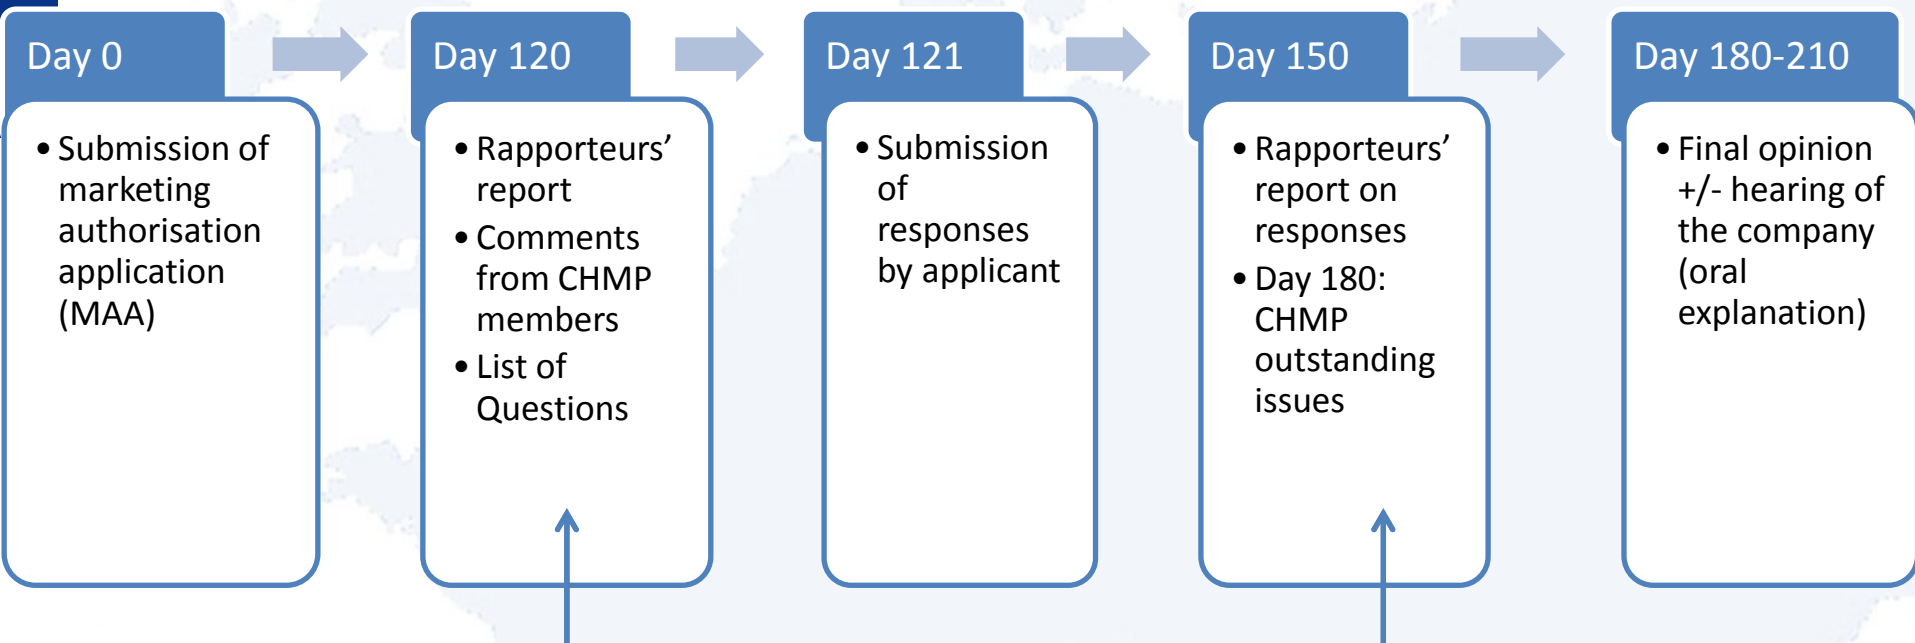 Day 0
• Submission of
marketing
authorisation
application
(MAA)
Day 120
• Rapporteurs’
report
• Comments
from CHMP
members
• List of
Questions
Day 121
• Submission
of
responses
by applicant
Day 150
• Rapporteurs’
report on
responses
• Day 180:
CHMP
outstanding
issues
Day 180-210
• Final opinion
+/- hearing of
the company
(oral
explanation)